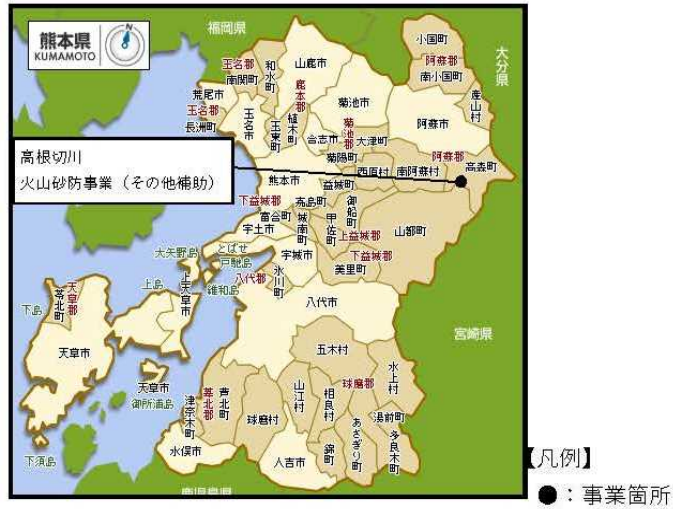 熊本県
KUMAMOTO
N
福岡県
大分県
小国町
阿蘇郡
南小国町
産山村
玉名郡
南関町
和水町
山鹿市
荒尾市
鹿本郡
菊池市
阿蘇市
玉名郡
長洲町
玉名市
玉東町
植木町
合志市
菊池郡
大津町
菊陽町
阿蘇郡
高森町
西原村
南阿蘇村
高根切川
火山砂防事業（その他補助）
熊本市
益城町
下益城郡
嘉島町
御船町
富合町
城南町
甲佐町
上益城郡
山都町
宇土市
下益城郡
美里町
大矢野島
とばせ
戸馳島
宇城市
上島
上天草市
維和島
八代郡
氷川町
八代市
下島
苓北町
天草郡
天草市
宮崎県
五木村
水上村
天草市
御所浦島
津奈木町
葦北郡
芦北町
球磨村
山江村
相良村
球磨郡
湯前町
あさぎり町
多良木町
錦町
下須島
水俣市
人吉市
鹿児島県
【凡例】
●：事業箇所